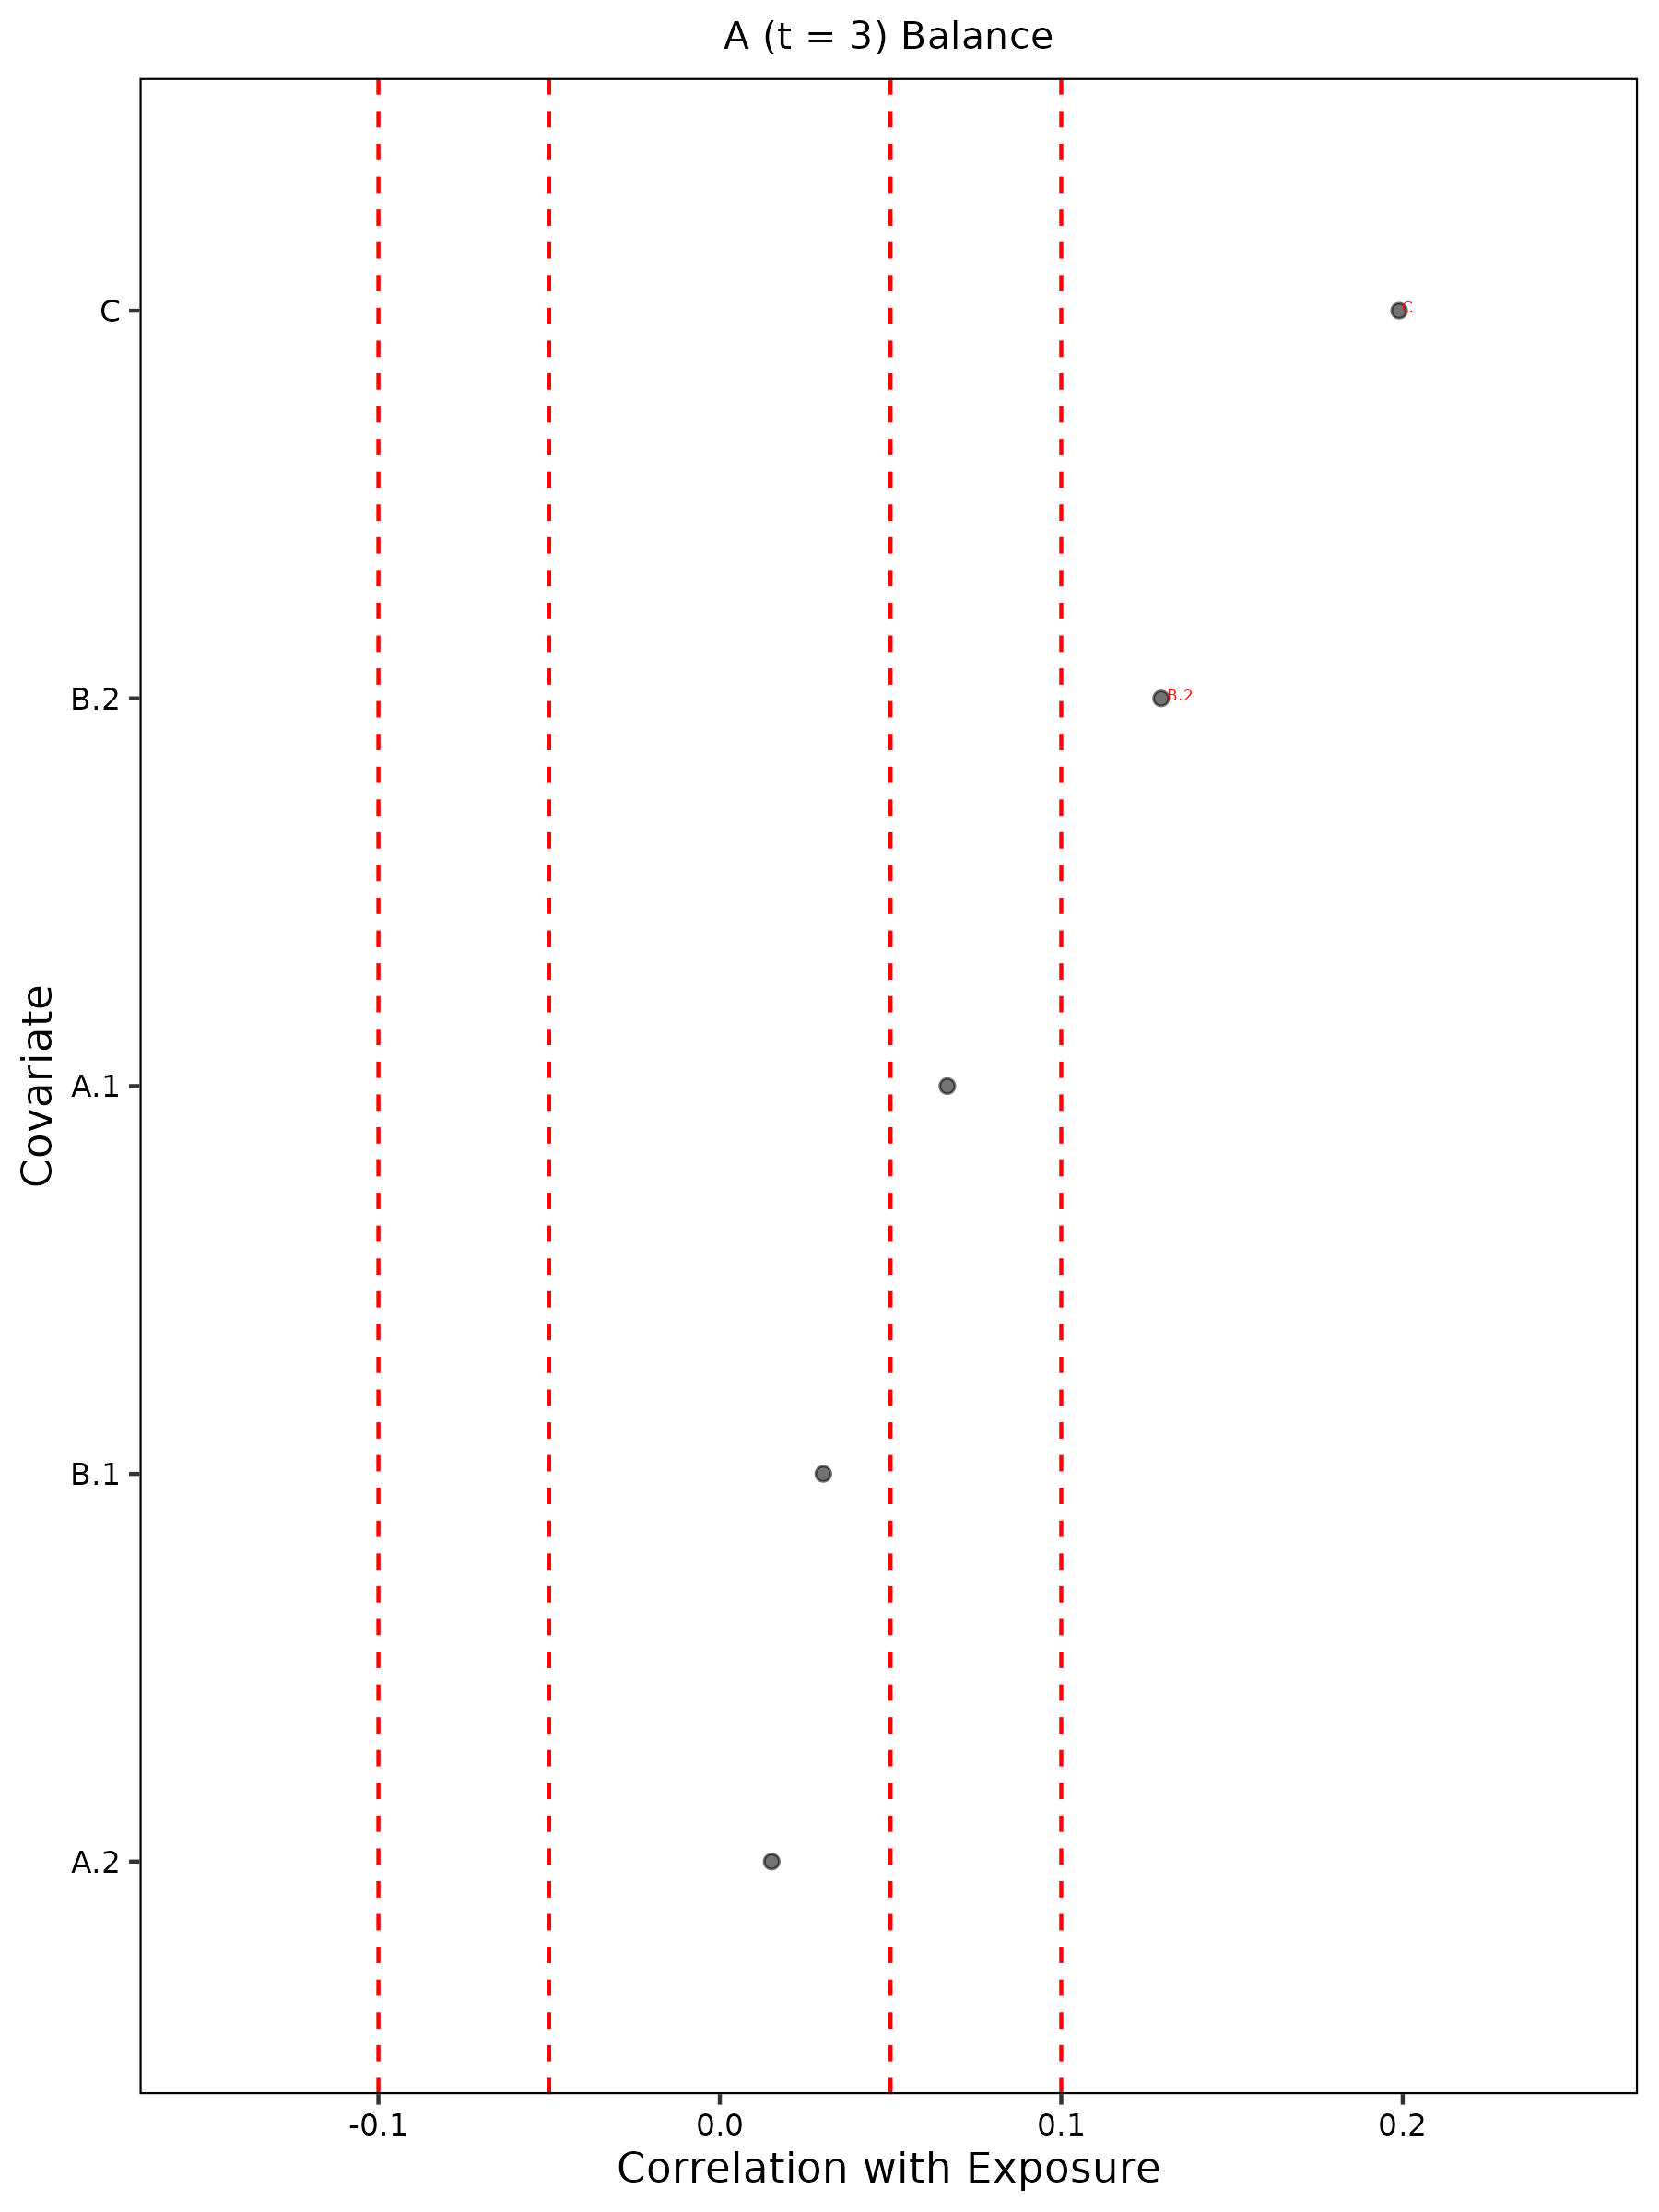 A (t = 3) Balance
C
C
B.2
B.2
A.1
B.1
A.2
Covariate
-0.1
0.0
0.1
0.2
Correlation with Exposure